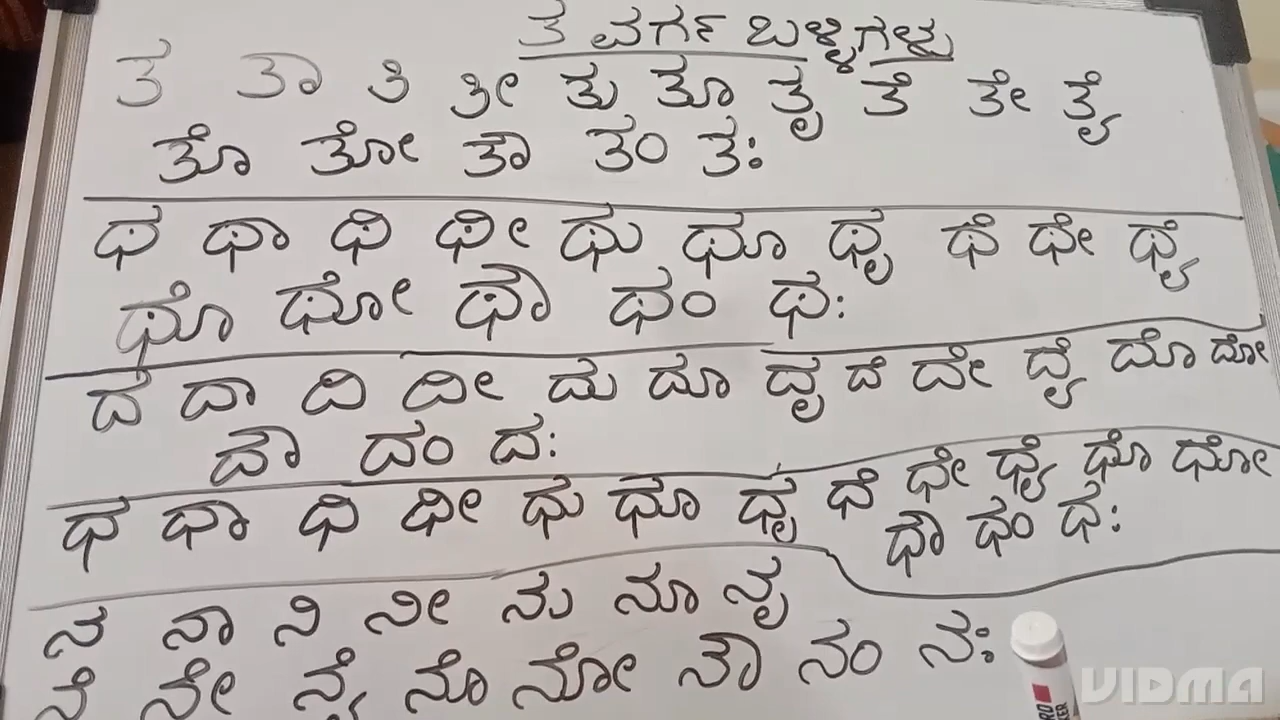 ತ ವರ್ಗ ಬಳ್ಳಿಗಳು
ತ ತಾ ತಿ ತೀ ತು ತೂ ತೃ ತೆ ತೇ ತೈ
ತೊ ತೋ ತೌ ತಂ ತಃ
ಥ ಥಾ ಥಿ ಥೀ ಥು ಥೂ ಥೃ ಥೆ ಥೇ ಥೈ
ಥೊ ಥೋ ಥೌ ಥಂ ಥಃ
ದ ದಾ ದಿ ದೀ ದು ದೂ ದೃ ದೆ ದೇ ದೈ ದೊ ದೋ
ದೌ ದಂ ದಃ
ಧ ಧಾ ಧಿ ಧೀ ಧು ಧೂ ಧೃ ಧೆ ಧೇ ಧೈ ಧೊ ಧೋ
ಧೌ ಧಂ ಧಃ
ನ ನಾ ನಿ ನೀ ನು ನೂ ನೃ
ನೆ ನೇ ನೈ ನೊ ನೋ ನೌ ನಂ ನಃ
VIDMA